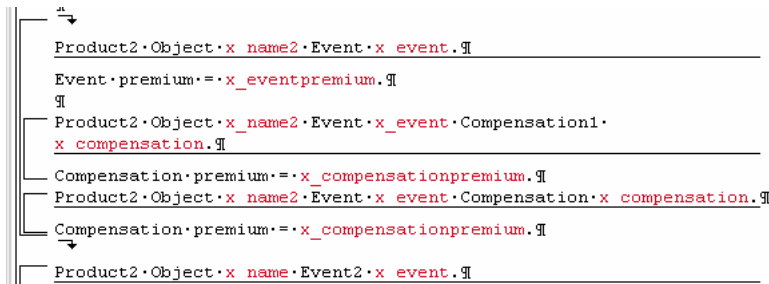 ¶
Product2·Object·x_name2·Event·x_event.¶
Event·premium·=·x_eventpremium.¶
¶
Product2·Object·x_name2·Event·x_event·Compensation1·
x_compensation.¶
Compensation·premium·=·x_compensationpremium.¶
Product2·Object·x_name2·Event·x_event·Compensation·x_compensation.¶
Compensation·premium·=·x_compensationpremium.¶
Product2·Object·x_name·Event2·x_event.¶